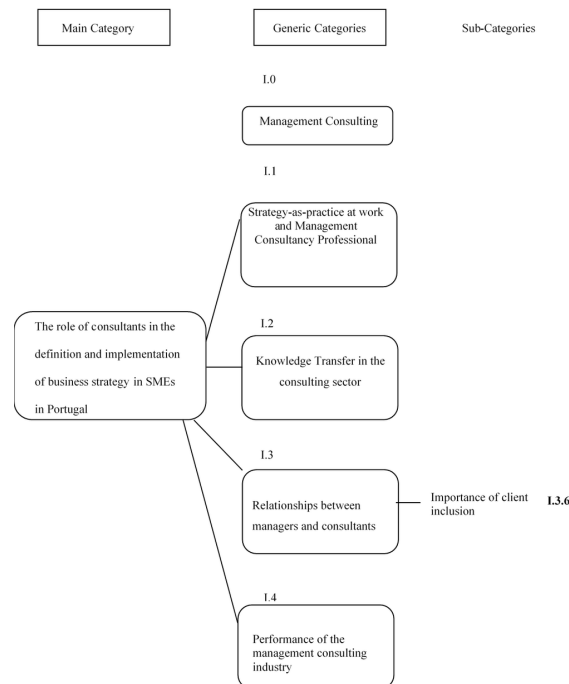 Main Category
Generic Categories
Sub-Categories
I.0
Management Consulting
I.1
Strategy-as-practice at work
and Management
Consultancy Professional
The role of consultants in the
definition and implementation
of business strategy in SMEs
in Portugal
I.2
Knowledge Transfer in the
consulting sector
I.3
Relationships between
managers and consultants
Importance of client
inclusion
I.3.6
I.4
Performance of the
management consulting
industry